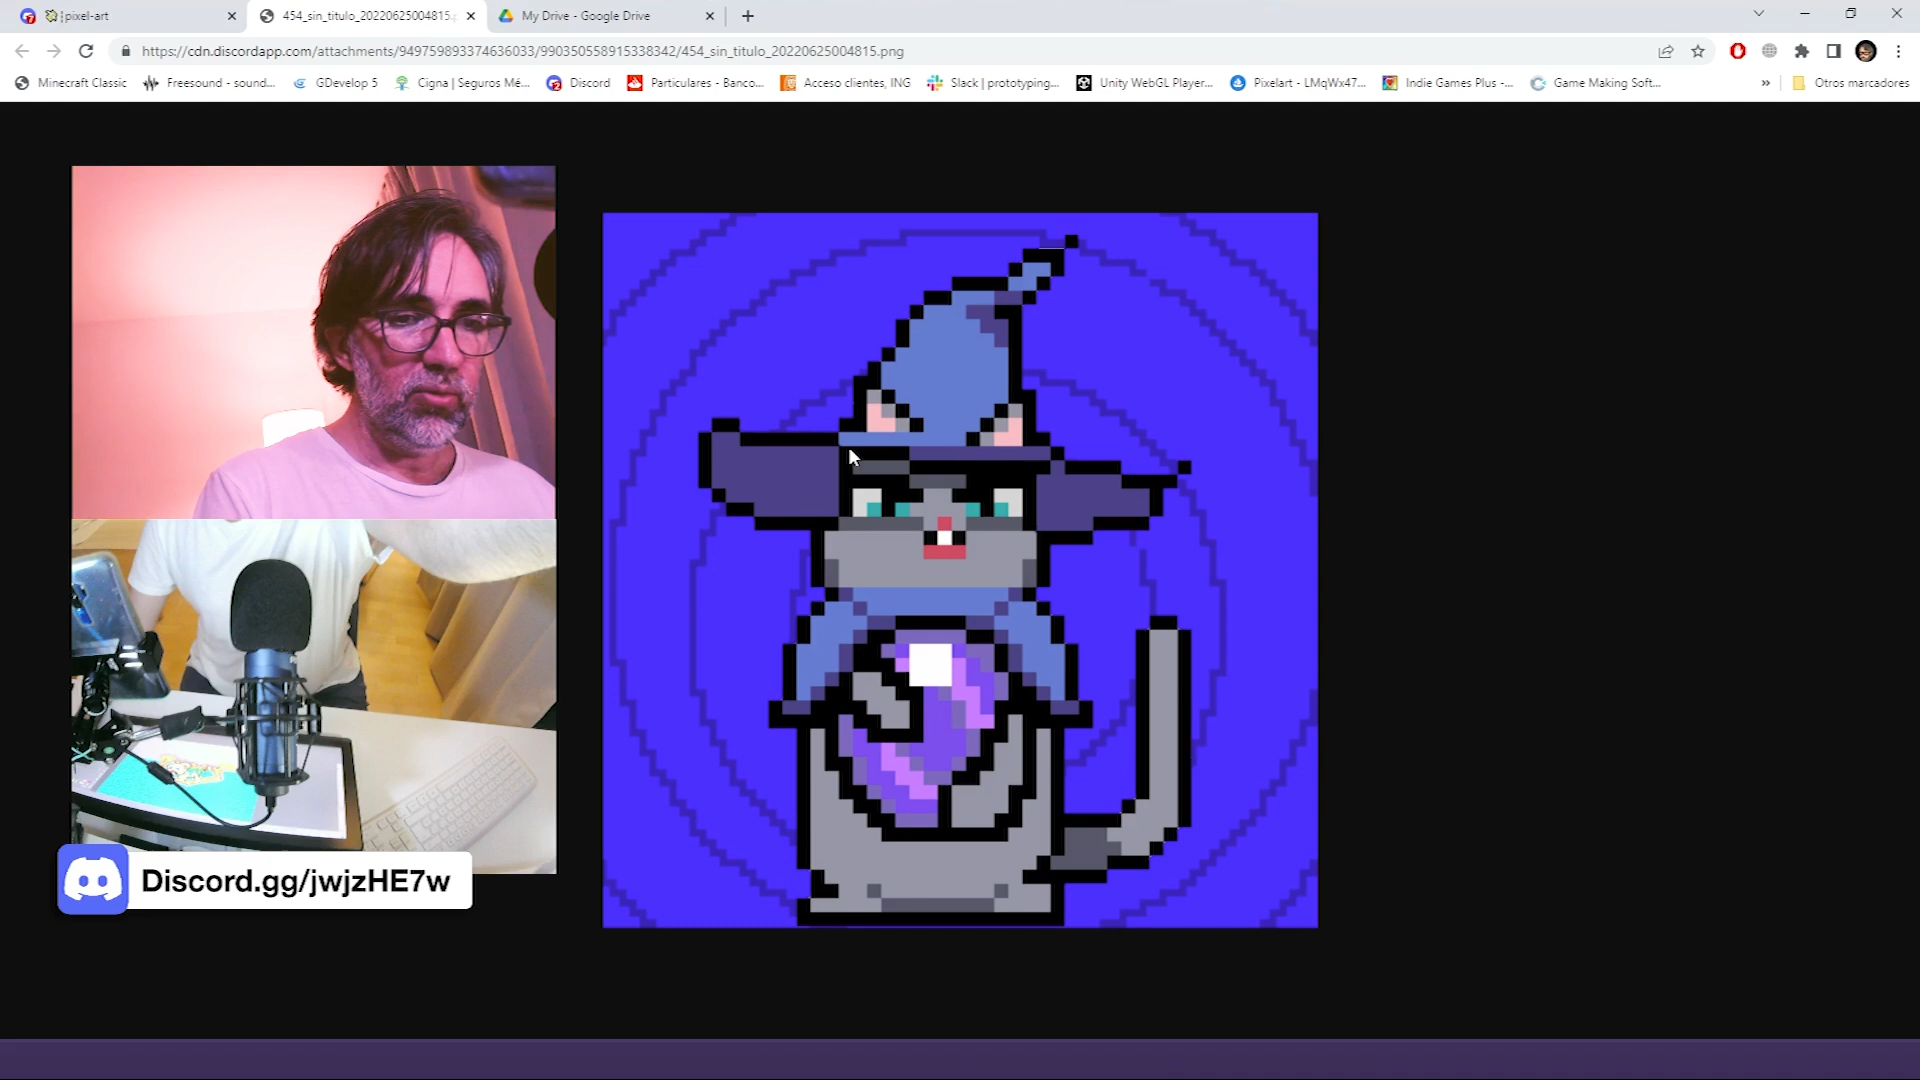 pixel-art
454_sin_titulo_20220625004815.p
My Drive - Google Drive
https://cdn.discordapp.com/attachments/949759893374636033/990350558915338342/454_sin_titulo_20220625004815.png
Minecraft Classic
Freesound - sound...
GDevelop 5
Cigna | Seguros Mé...
Discord
Particulares - Banco...
Acceso clientes, ING
Slack | prototyping...
Unity WebGL Player...
Pixelart - LMqWx47...
Indie Games Plus -...
Game Making Soft...
»
Otros marcadores
Discord.gg/jwjzHE7w